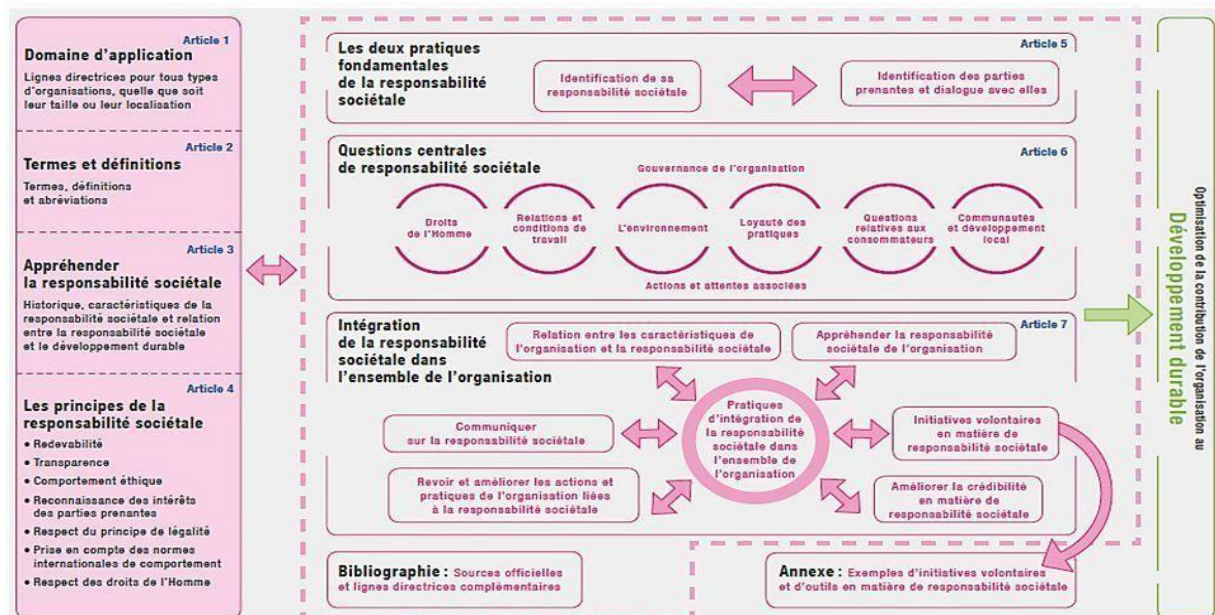 Article 1
Domaine d'application
Lignes directrices pour tous types
d'organisations, quelle que soit
leur taille ou leur localisation
Article 2
Termes et définitions
Termes, définitions
et abréviations
Article 3
Appréhender
la responsabilité sociétale
Historique, caractéristiques de la
responsabilité sociétale et relation
entre la responsabilité sociétale
et le développement durable
Article 4
Les principes de la
responsabilité sociétale
• Redevabilité
• Transparence
• Comportement éthique
• Reconnaissance des intérêts
des parties prenantes
• Respect du principe de légalité
• Prise en compte des normes
internationales de comportement
• Respect des droits de l'Homme
Article 5
Les deux pratiques
fondamentales
de la responsabilité
sociétale
Identification de sa
responsabilité sociétale
Identification des parties
prenantes et dialogue avec elles
Article 6
Questions centrales
de responsabilité sociétale
Gouvernance de l'organisation
Droits
de l'Homme
Relations et
conditions de
travail
L'environnement
Loyauté des
pratiques
Questions
relatives aux
consommateurs
Communautés
et développement
local
Actions et attentes associées
Article 7
Intégration
de la responsabilité
sociétale dans
l'ensemble de l'organisation
Relation entre les caractéristiques de
l'organisation et la responsabilité sociétale
Appréhender la responsabilité
sociétale de l'organisation
Communiquer
sur la responsabilité sociétale
Pratiques
d'intégration de
la responsabilité
sociétale dans
l'ensemble de
l'organisation
Initiatives volontaires
en matière de
responsabilité sociétale
Revoir et améliorer les actions et
pratiques de l'organisation liées
à la responsabilité sociétale
Améliorer la crédibilité
en matière de
responsabilité sociétale
Bibliographie : Sources officielles
et lignes directrices complémentaires
Annexe : Exemples d'initiatives volontaires
et d'outils en matière de responsabilité sociétale
Optimisation de la contribution de l'organisation au
Développement durable